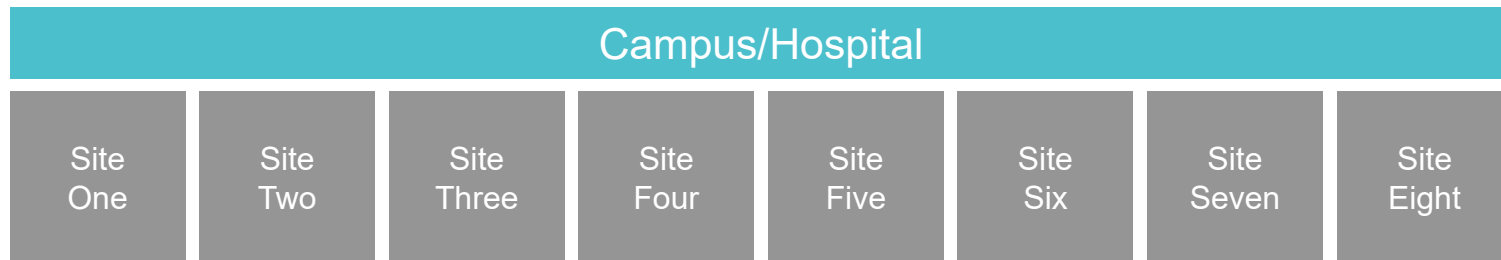 Campus/Hospital
Site
One
Site
Two
Site
Three
Site
Four
Site
Five
Site
Six
Site
Seven
Site
Eight